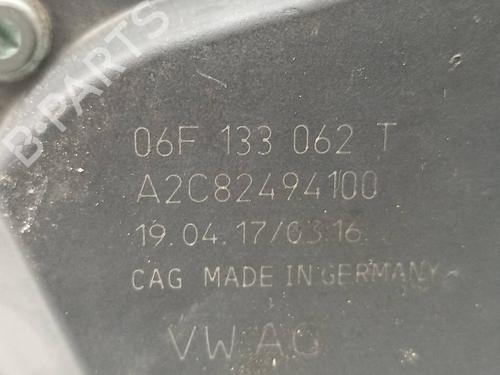 B-PARTS
06F 133 062 T
A2C82494100
19.04.17/03:16
CAG MADE IN GERMANY
VW AG